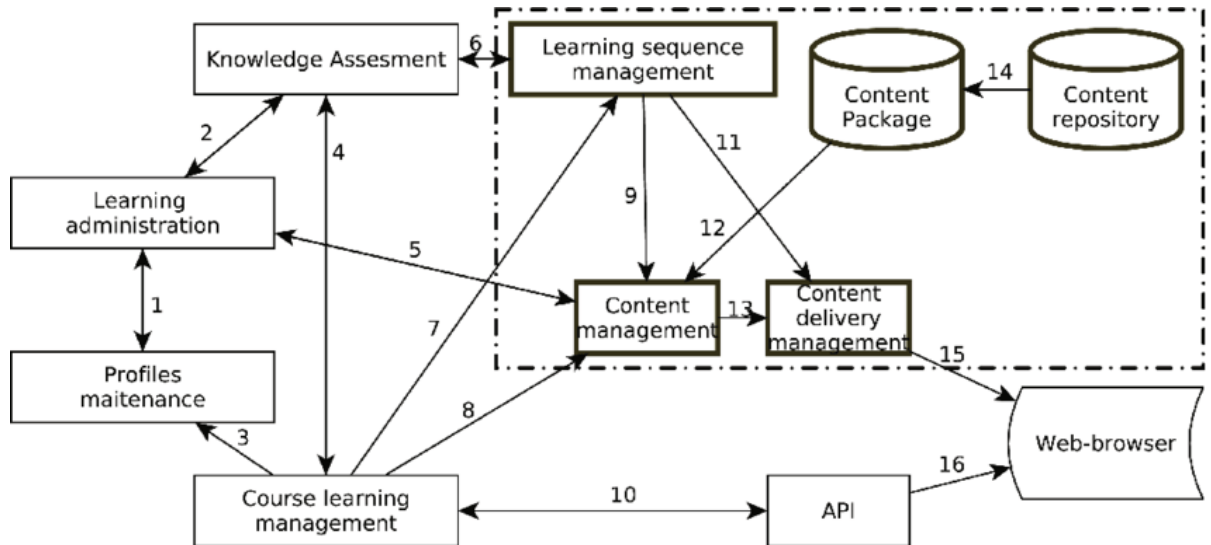 Knowledge Assesment
6
Learning sequence
management
Content
Package
14
Content
repository
2
4
11
Learning
administration
9
12
5
1
7
Content
management
13
Content
delivery
management
15
Profiles
maitenance
8
3
Web-browser
16
Course learning
management
10
API